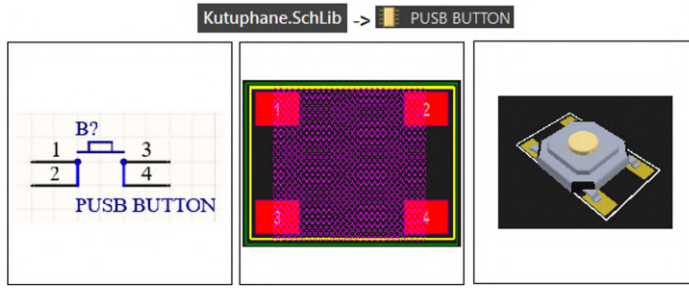 Kutuphane.SchLib -> PUSB BUTTON
B?
1 3
2 4
PUSB BUTTON
1 2
3 4